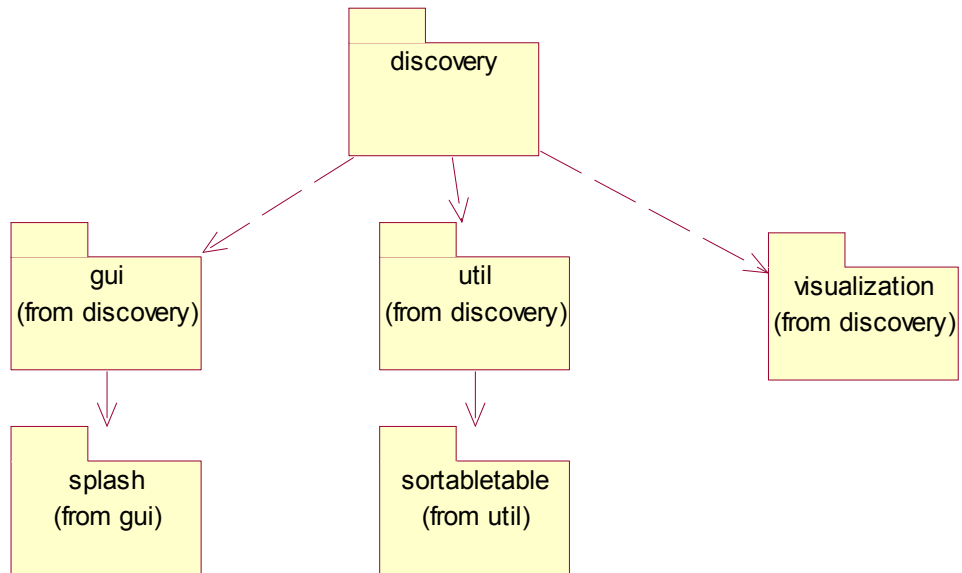 discovery
gui
(from discovery)
util
(from discovery)
visualization
(from discovery)
splash
(from gui)
sortabletable
(from util)